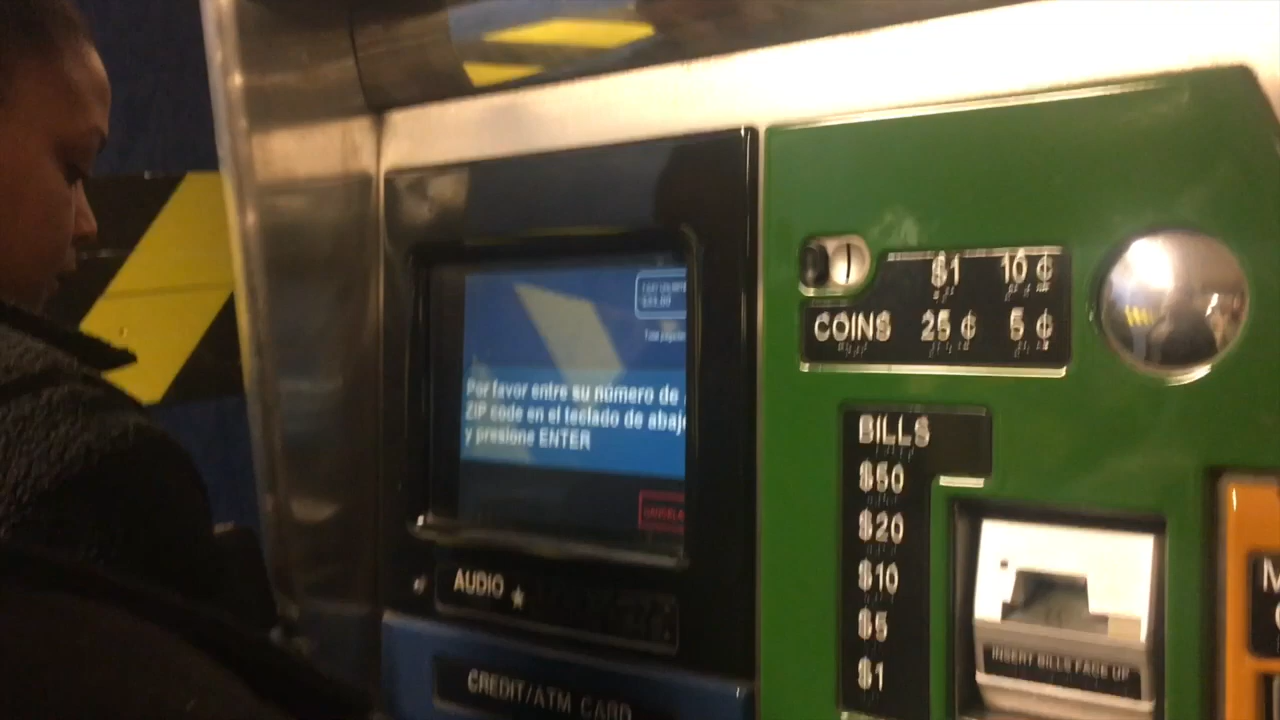 Por favor entre su número de
ZIP code en el teclado de abaj
y presione ENTER
AUDIO
CREDIT/ATM CARD
$1 10 ¢
COINS 25 ¢ 5 ¢
BILLS
$50
$20
$10
$5
$1
INSERT BILLS FACE UP
M